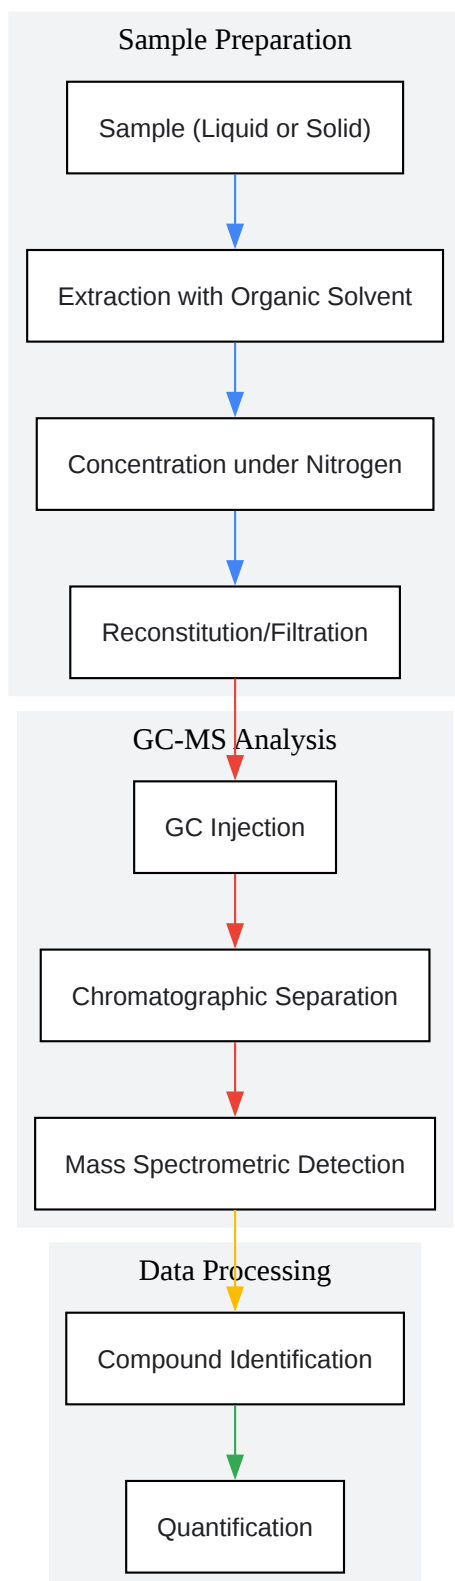 Sample Preparation
Sample (Liquid or Solid)
Extraction with Organic Solvent
Concentration under Nitrogen
Reconstitution/Filtration
GC-MS Analysis
GC Injection
Chromatographic Separation
Mass Spectrometric Detection
Data Processing
Compound Identification
Quantification